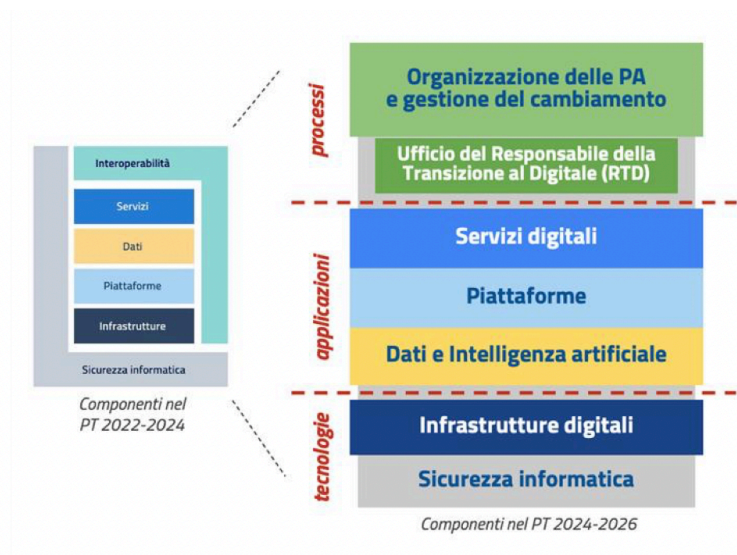 Interoperabilità
Servizi
Dati
Piattaforme
Infrastrutture
Sicurezza informatica
Componenti nel
PT 2022-2024
processi
Organizzazione delle PA
e gestione del cambiamento
Ufficio del Responsabile della
Transizione al Digitale (RTD)
applicazioni
Servizi digitali
Piattaforme
Dati e Intelligenza artificiale
tecnologie
Infrastrutture digitali
Sicurezza informatica
Componenti nel PT 2024-2026